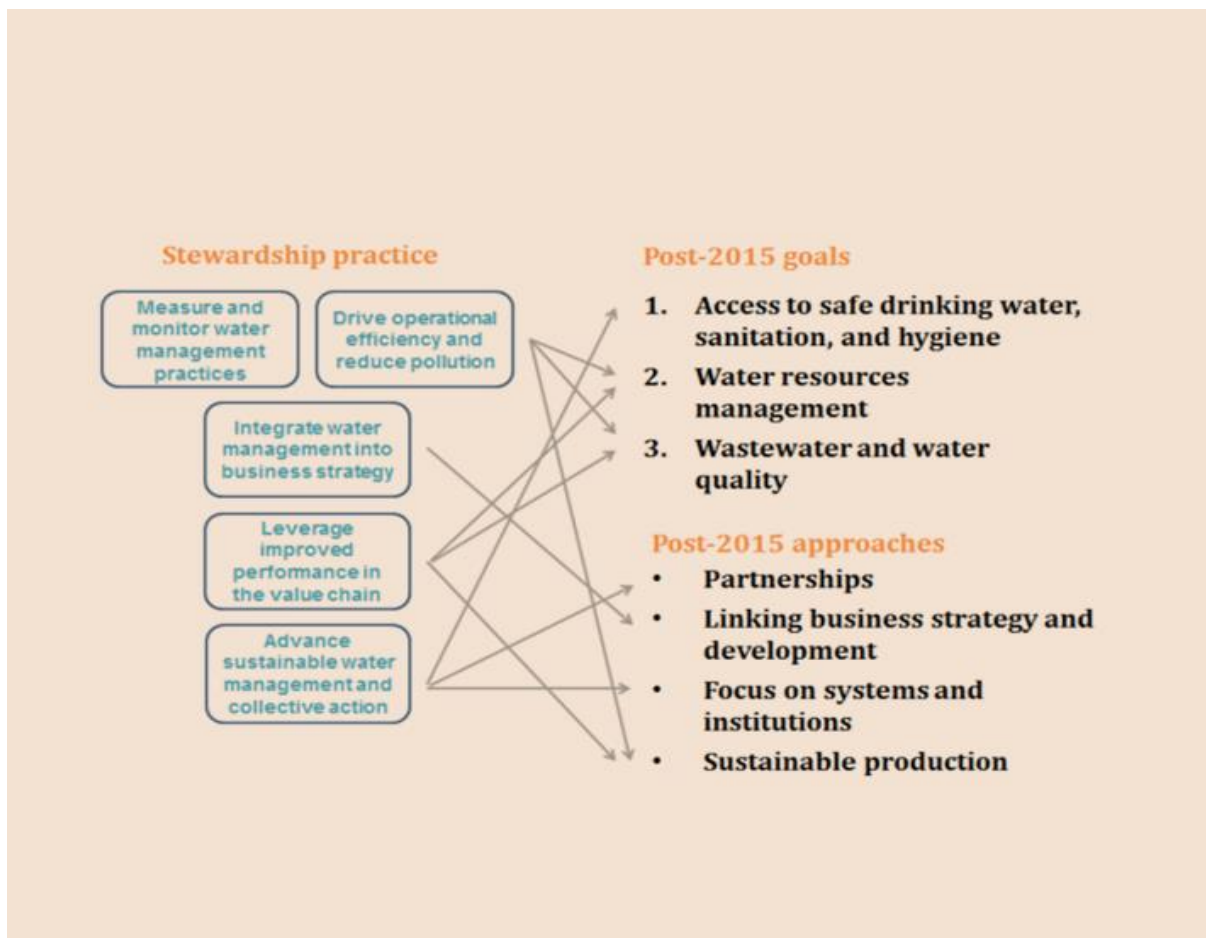 Stewardship practice
Measure and
monitor water
management
practices
Drive operational
efficiency and
reduce pollution
Integrate water
management into
business strategy
Leverage
improved
performance in
the value chain
Advance
sustainable water
management and
collective action
Post-2015 goals
1. Access to safe drinking water,
sanitation, and hygiene
2. Water resources
management
3. Wastewater and water
quality
Post-2015 approaches
• Partnerships
• Linking business strategy and
development
• Focus on systems and
institutions
• Sustainable production